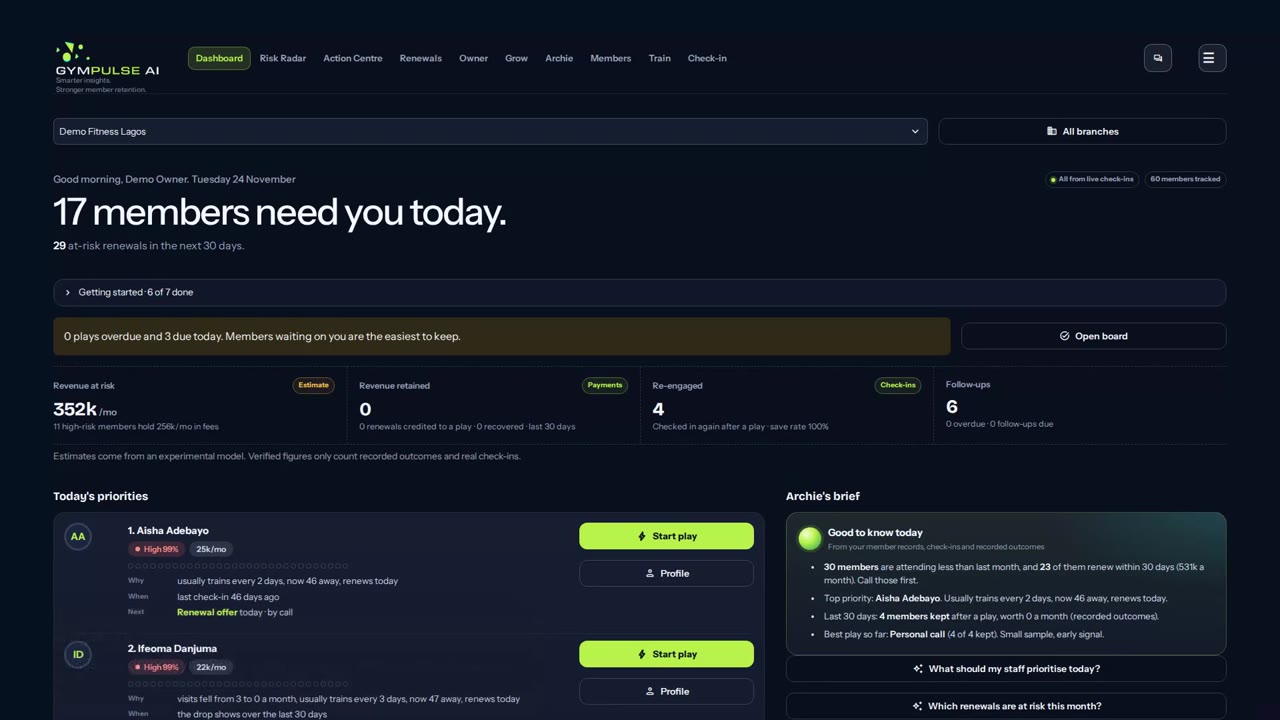 GYMPULSE AI
Smarter insights.
Stronger member retention.
Dashboard
Risk Radar
Action Centre
Renewals
Owner
Grow
Archie
Members
Train
Check-in
Demo Fitness Lagos
All branches
Good morning, Demo Owner. Tuesday 24 November
All from live check-ins
60 members tracked
17 members need you today.
29 at-risk renewals in the next 30 days.
Getting started · 6 of 7 done
0 plays overdue and 3 due today. Members waiting on you are the easiest to keep.
Open board
Revenue at risk
Estimate
352k /mo
11 high-risk members hold 256k/mo in fees
Revenue retained
Payments
0
0 renewals credited to a play · 0 recovered · last 30 days
Re-engaged
Check-ins
4
Checked in again after a play · save rate 100%
Follow-ups
6
0 overdue · 0 follow-ups due
Estimates come from an experimental model. Verified figures only count recorded outcomes and real check-ins.
Today's priorities
AA
1. Aisha Adebayo
High 99%
25k/mo
Why usually trains every 2 days, now 46 away, renews today
When last check-in 46 days ago
Next Renewal offer today · by call
Start play
Profile
ID
2. Ifeoma Danjuma
High 99%
22k/mo
Why visits fell from 3 to 0 a month, usually trains every 3 days, now 47 away, renews today
When the drop shows over the last 30 days
Start play
Profile
Archie's brief
Good to know today
From your member records, check-ins and recorded outcomes
• 30 members are attending less than last month, and 23 of them renew within 30 days (531k a
month). Call those first.
• Top priority: Aisha Adebayo. Usually trains every 2 days, now 46 away, renews today.
• Last 30 days: 4 members kept after a play, worth 0 a month (recorded outcomes).
• Best play so far: Personal call (4 of 4 kept). Small sample, early signal.
What should my staff prioritise today?
Which renewals are at risk this month?